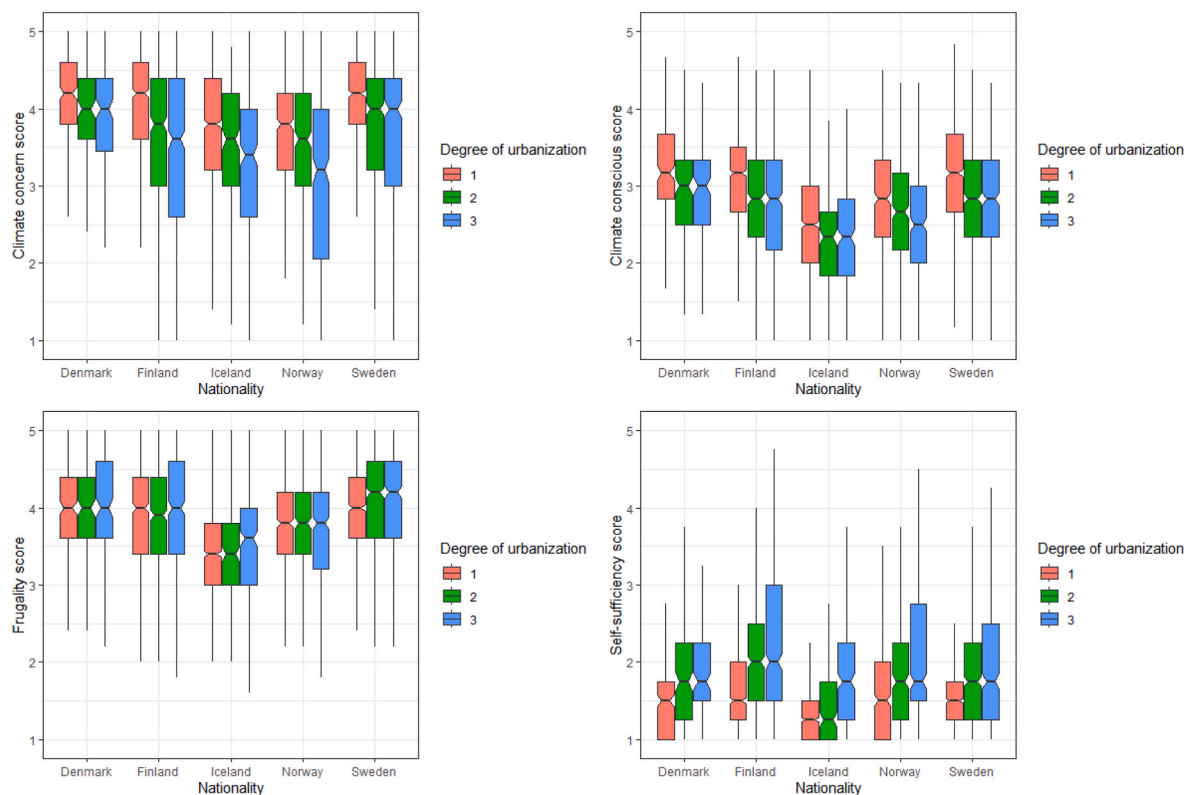 Climate concern score
5
4
3
2
1
Denmark Finland Iceland Norway Sweden
Nationality
Degree of urbanization
1
2
3
Climate conscious score
5
4
3
2
1
Denmark Finland Iceland Norway Sweden
Nationality
Degree of urbanization
1
2
3
Frugality score
5
4
3
2
1
Denmark Finland Iceland Norway Sweden
Nationality
Degree of urbanization
1
2
3
Self-sufficiency score
5
4
3
2
1
Denmark Finland Iceland Norway Sweden
Nationality
Degree of urbanization
1
2
3